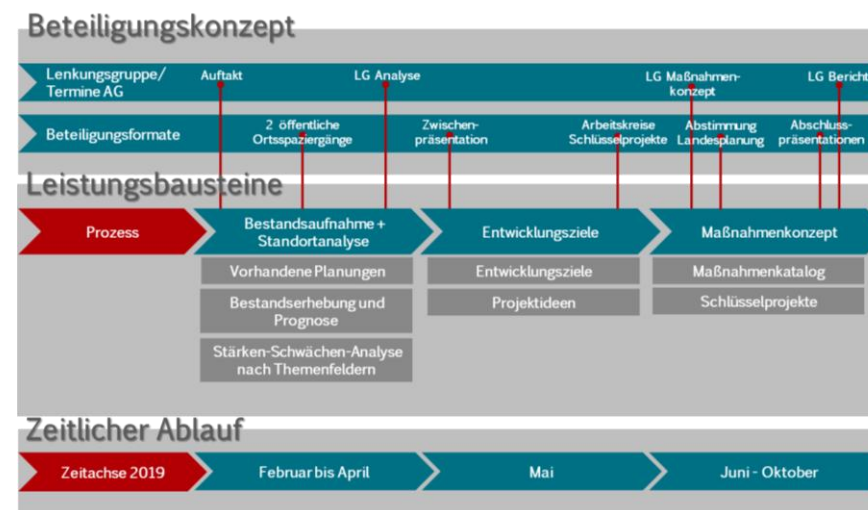 Beteiligungskonzept
Lenkungsgruppe/
Termine AG
Auftakt
LG Analyse
LG Maßnahmen-
konzept
LG Bericht
Beteiligungsformate
2 öffentliche
Ortsspaziergänge
Zwischen-
präsentation
Arbeitskreise
Schlüsselprojekte
Abstimmung
Landesplanung
Abschluss-
präsentationen
Leistungsbausteine
Prozess
Bestandsaufnahme +
Standortanalyse
Entwicklungsziele
Maßnahmenkonzept
Vorhandene Planungen
Entwicklungsziele
Maßnahmenkatalog
Bestandserhebung und
Prognose
Projektideen
Schlüsselprojekte
Stärken-Schwächen-Analyse
nach Themenfeldern
Zeitlicher Ablauf
Zeitachse 2019
Februar bis April
Mai
Juni - Oktober